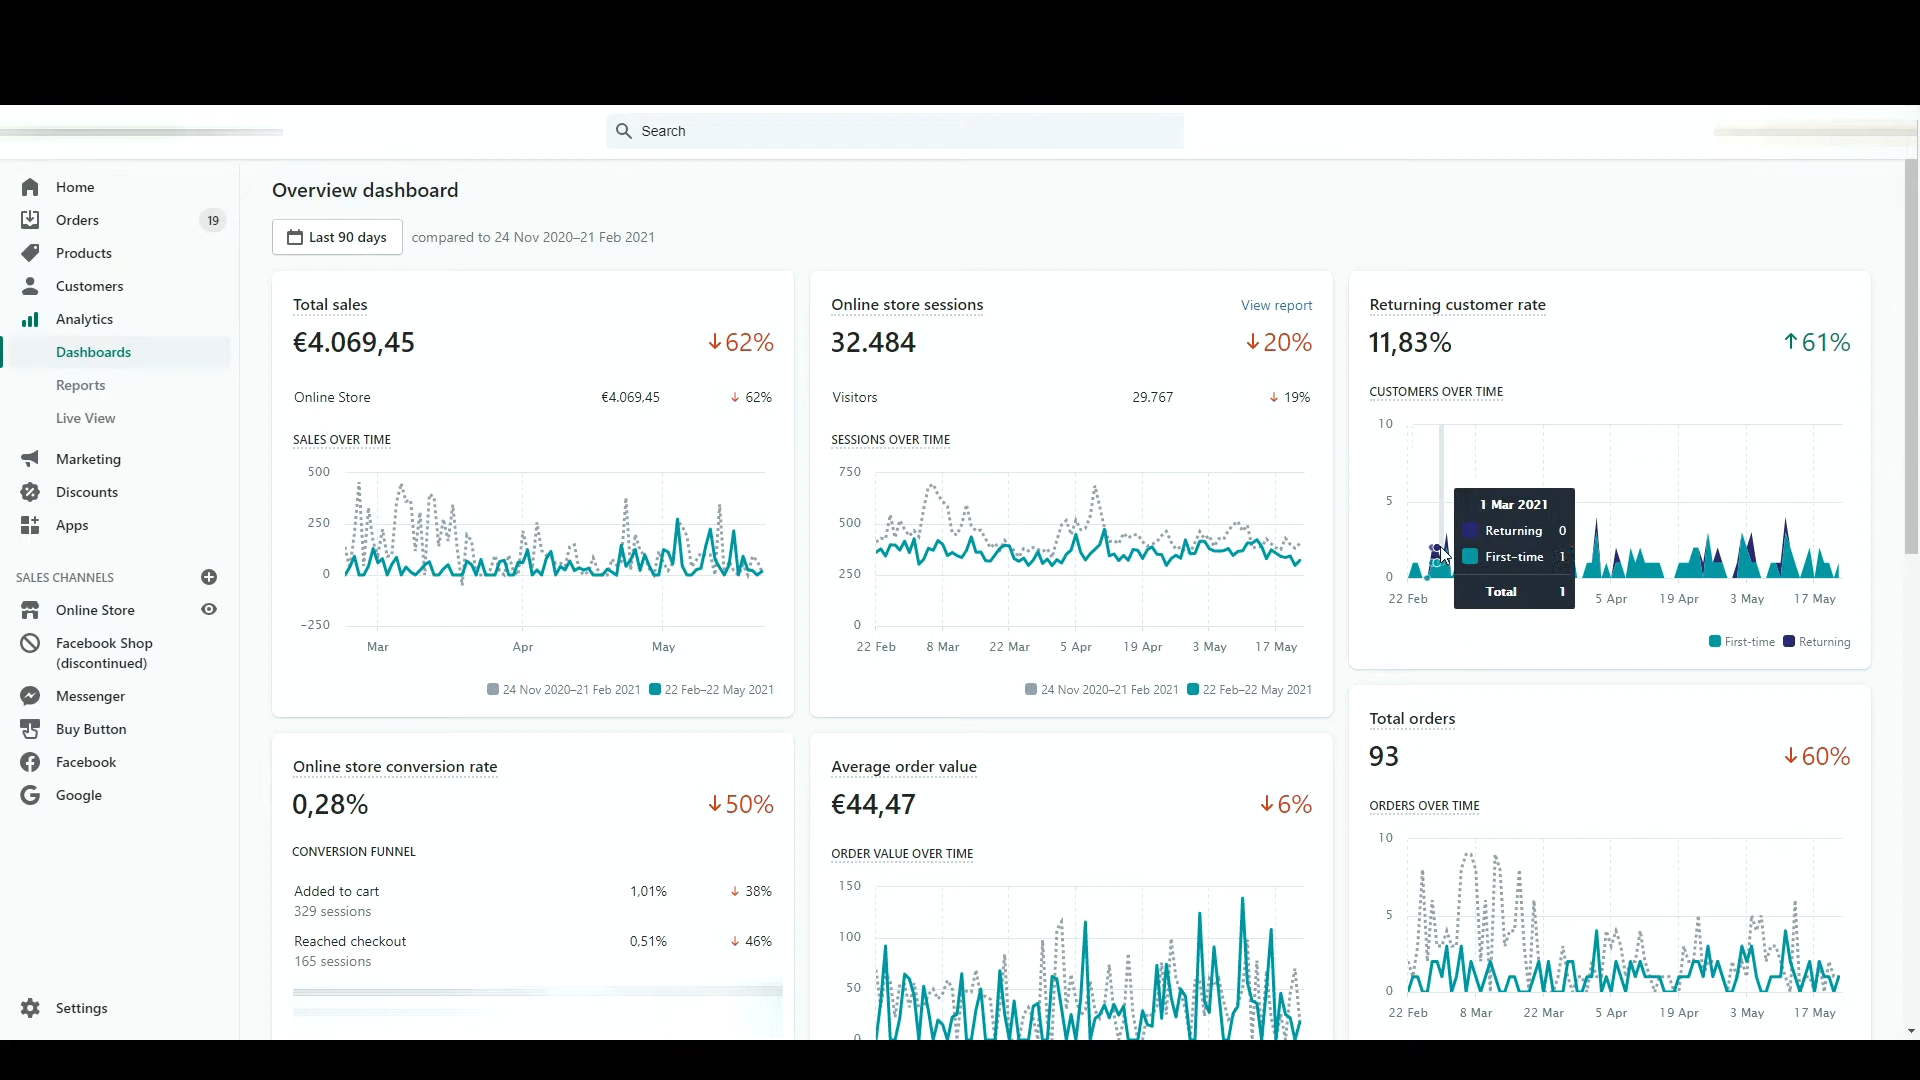 Search
Home
Orders 19
Products
Customers
Analytics
Dashboards
Reports
Live View
Marketing
Discounts
Apps
SALES CHANNELS
Online Store
Facebook Shop
(discontinued)
Messenger
Buy Button
Facebook
Google
Settings
Overview dashboard
Last 90 days compared to 24 Nov 2020–21 Feb 2021
Total sales
€4.069,45 ↓62%
Online Store €4.069,45 ↓ 62%
SALES OVER TIME
500
250
0
−250
Mar Apr May
24 Nov 2020–21 Feb 2021 22 Feb–22 May 2021
Online store sessions View report
32.484 ↓20%
Visitors 29.767 ↓ 19%
SESSIONS OVER TIME
750
500
250
0
22 Feb 8 Mar 22 Mar 5 Apr 19 Apr 3 May 17 May
24 Nov 2020–21 Feb 2021 22 Feb–22 May 2021
Returning customer rate
11,83% ↑61%
CUSTOMERS OVER TIME
10
5
0
1 Mar 2021
Returning 0
First-time 1
Total 1
22 Feb 5 Apr 19 Apr 3 May 17 May
First-time Returning
Online store conversion rate
0,28% ↓50%
CONVERSION FUNNEL
Added to cart 1,01% ↓ 38%
329 sessions
Reached checkout 0,51% ↓ 46%
165 sessions
Average order value
€44,47 ↓6%
ORDER VALUE OVER TIME
150
100
50
0
Total orders
93 ↓60%
ORDERS OVER TIME
10
5
0
22 Feb 8 Mar 22 Mar 5 Apr 19 Apr 3 May 17 May